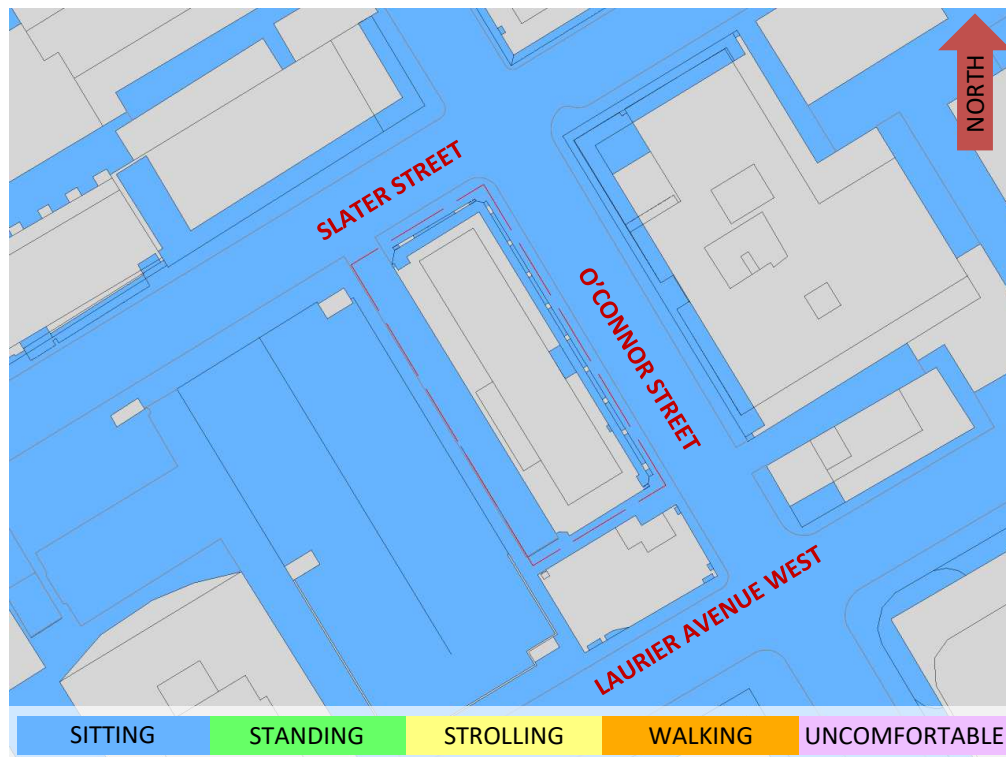 NORTH
SLATER STREET
O'CONNOR STREET
LAURIER AVENUE WEST
SITTING
STANDING
STROLLING
WALKING
UNCOMFORTABLE